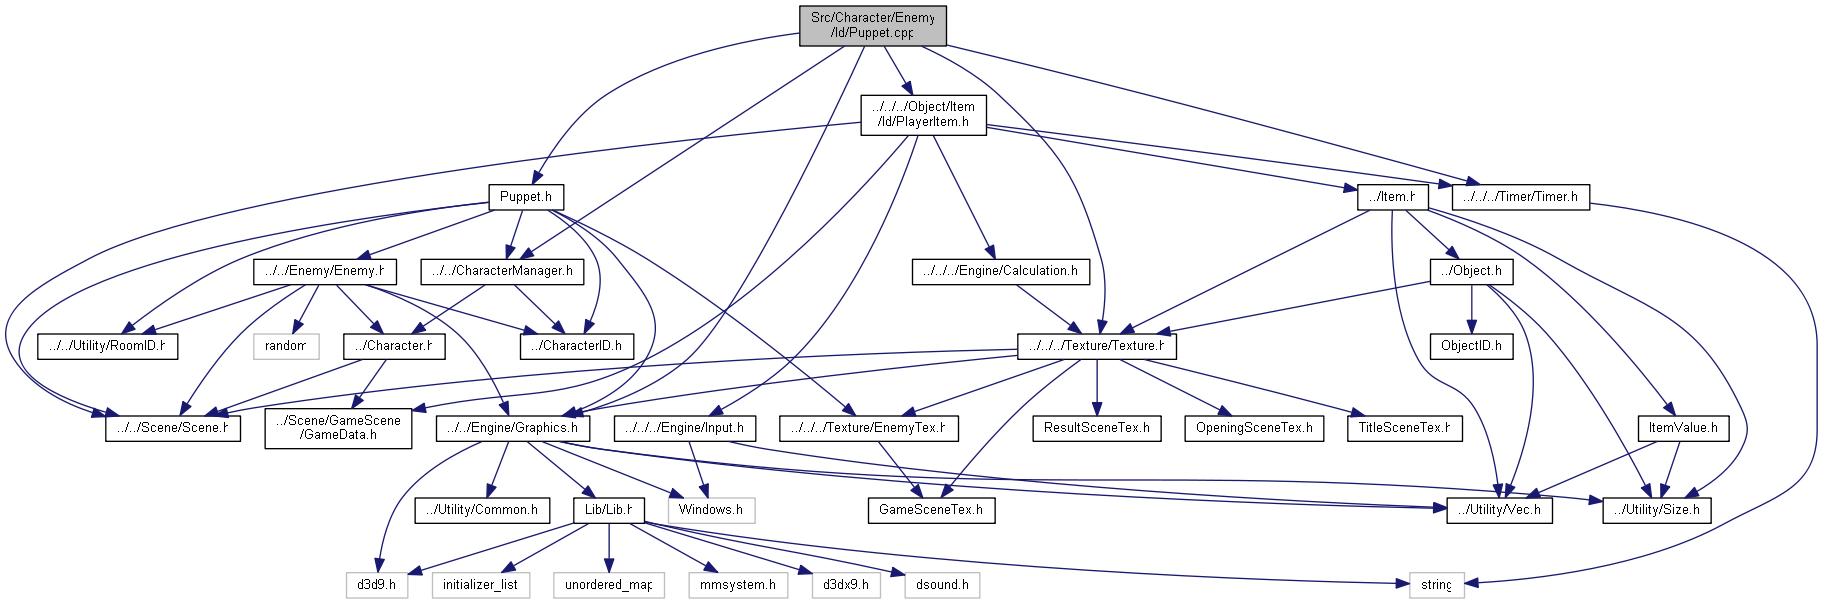 Src/Character/Enemy
/Id/Puppet.cpp
../../../Object/Item
/Id/PlayerItem.h
Puppet.h
../Item.h
../../../Timer/Timer.h
../../Enemy/Enemy.h
../../CharacterManager.h
../../../Engine/Calculation.h
../Object.h
../../Utility/RoomID.h
random
../Character.h
../CharacterID.h
../../../Texture/Texture.h
ObjectID.h
../../Scene/Scene.h
../Scene/GameScene
/GameData.h
../../Engine/Graphics.h
../../../Engine/Input.h
../../../Texture/EnemyTex.h
ResultSceneTex.h
OpeningSceneTex.h
TitleSceneTex.h
ItemValue.h
../Utility/Common.h
Lib/Lib.h
Windows.h
GameSceneTex.h
../Utility/Vec.h
../Utility/Size.h
d3d9.h
initializer_list
unordered_map
mmsystem.h
d3dx9.h
dsound.h
string